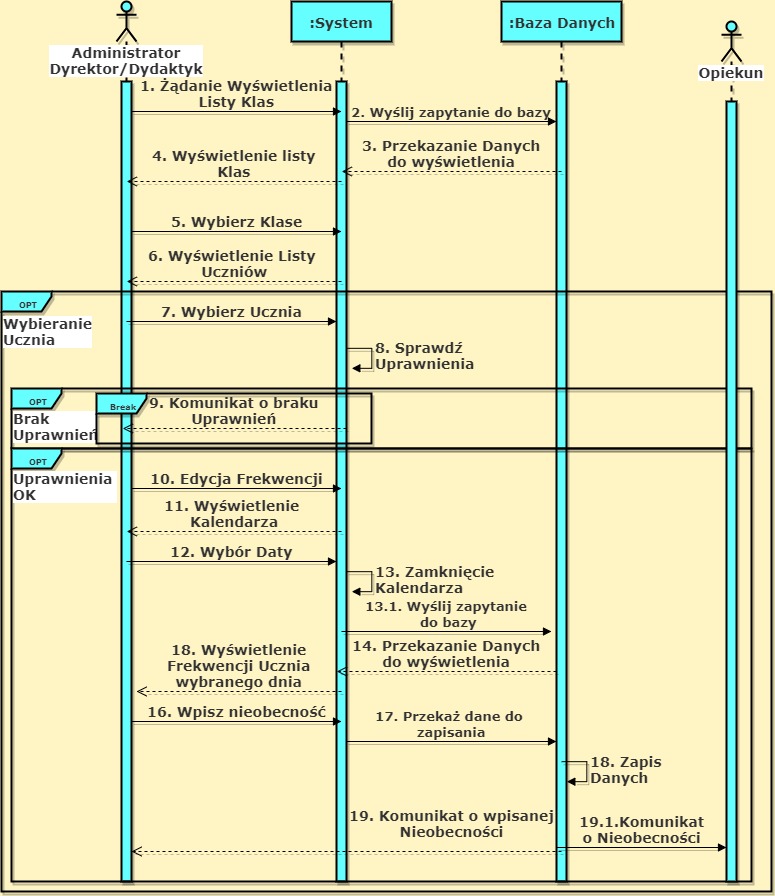 :System
:Baza Danych
Administrator
Dyrektor/Dydaktyk
Opiekun
1. Żądanie Wyświetlenia
Listy Klas
2. Wyślij zapytanie do bazy
3. Przekazanie Danych
do wyświetlenia
4. Wyświetlenie listy
Klas
5. Wybierz Klase
6. Wyświetlenie Listy
Uczniów
OPT
Wybieranie
Ucznia
7. Wybierz Ucznia
8. Sprawdź
Uprawnienia
OPT
Brak
Uprawnień
Break
9. Komunikat o braku
Uprawnień
OPT
Uprawnienia
OK
10. Edycja Frekwencji
11. Wyświetlenie
Kalendarza
12. Wybór Daty
13. Zamknięcie
Kalendarza
13.1. Wyślij zapytanie
do bazy
14. Przekazanie Danych
do wyświetlenia
18. Wyświetlenie
Frekwencji Ucznia
wybranego dnia
16. Wpisz nieobecność
17. Przekaż dane do
zapisania
18. Zapis
Danych
19. Komunikat o wpisanej
Nieobecności
19.1.Komunikat
o Nieobecności